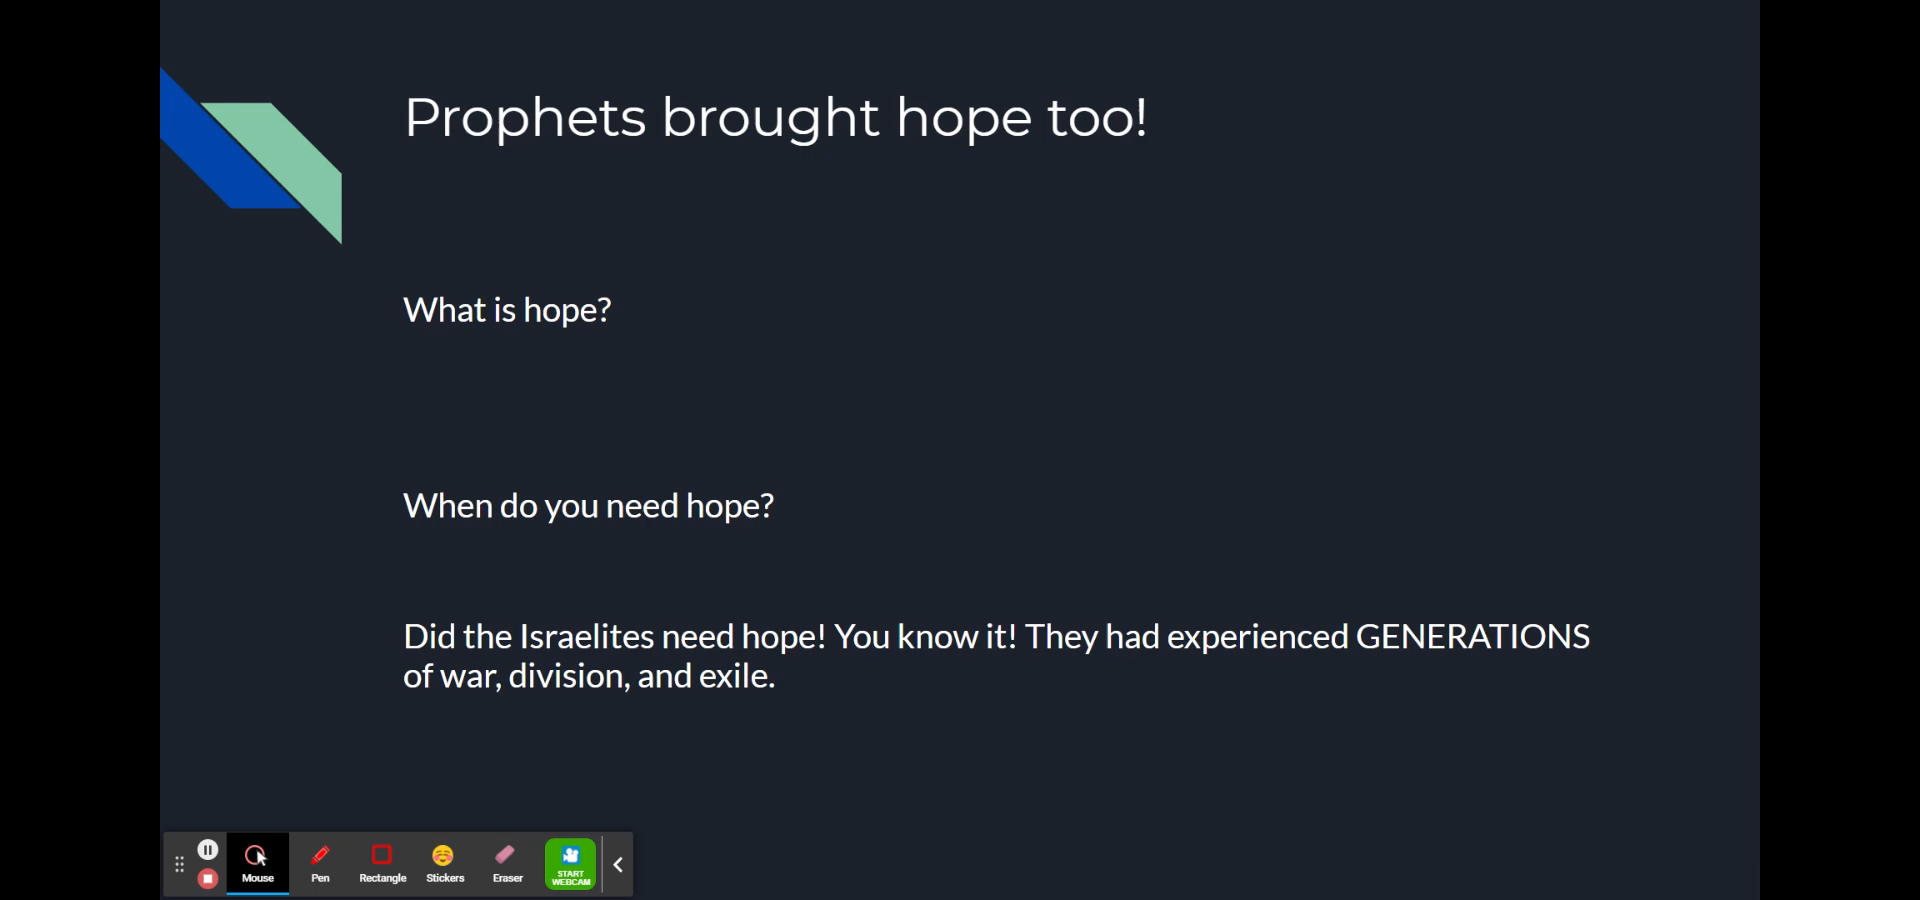 Prophets brought hope too!
What is hope?
When do you need hope?
Did the Israelites need hope! You know it! They had experienced GENERATIONS
of war, division, and exile.
Mouse
Pen
Rectangle
Stickers
Eraser
START
WEBCAM